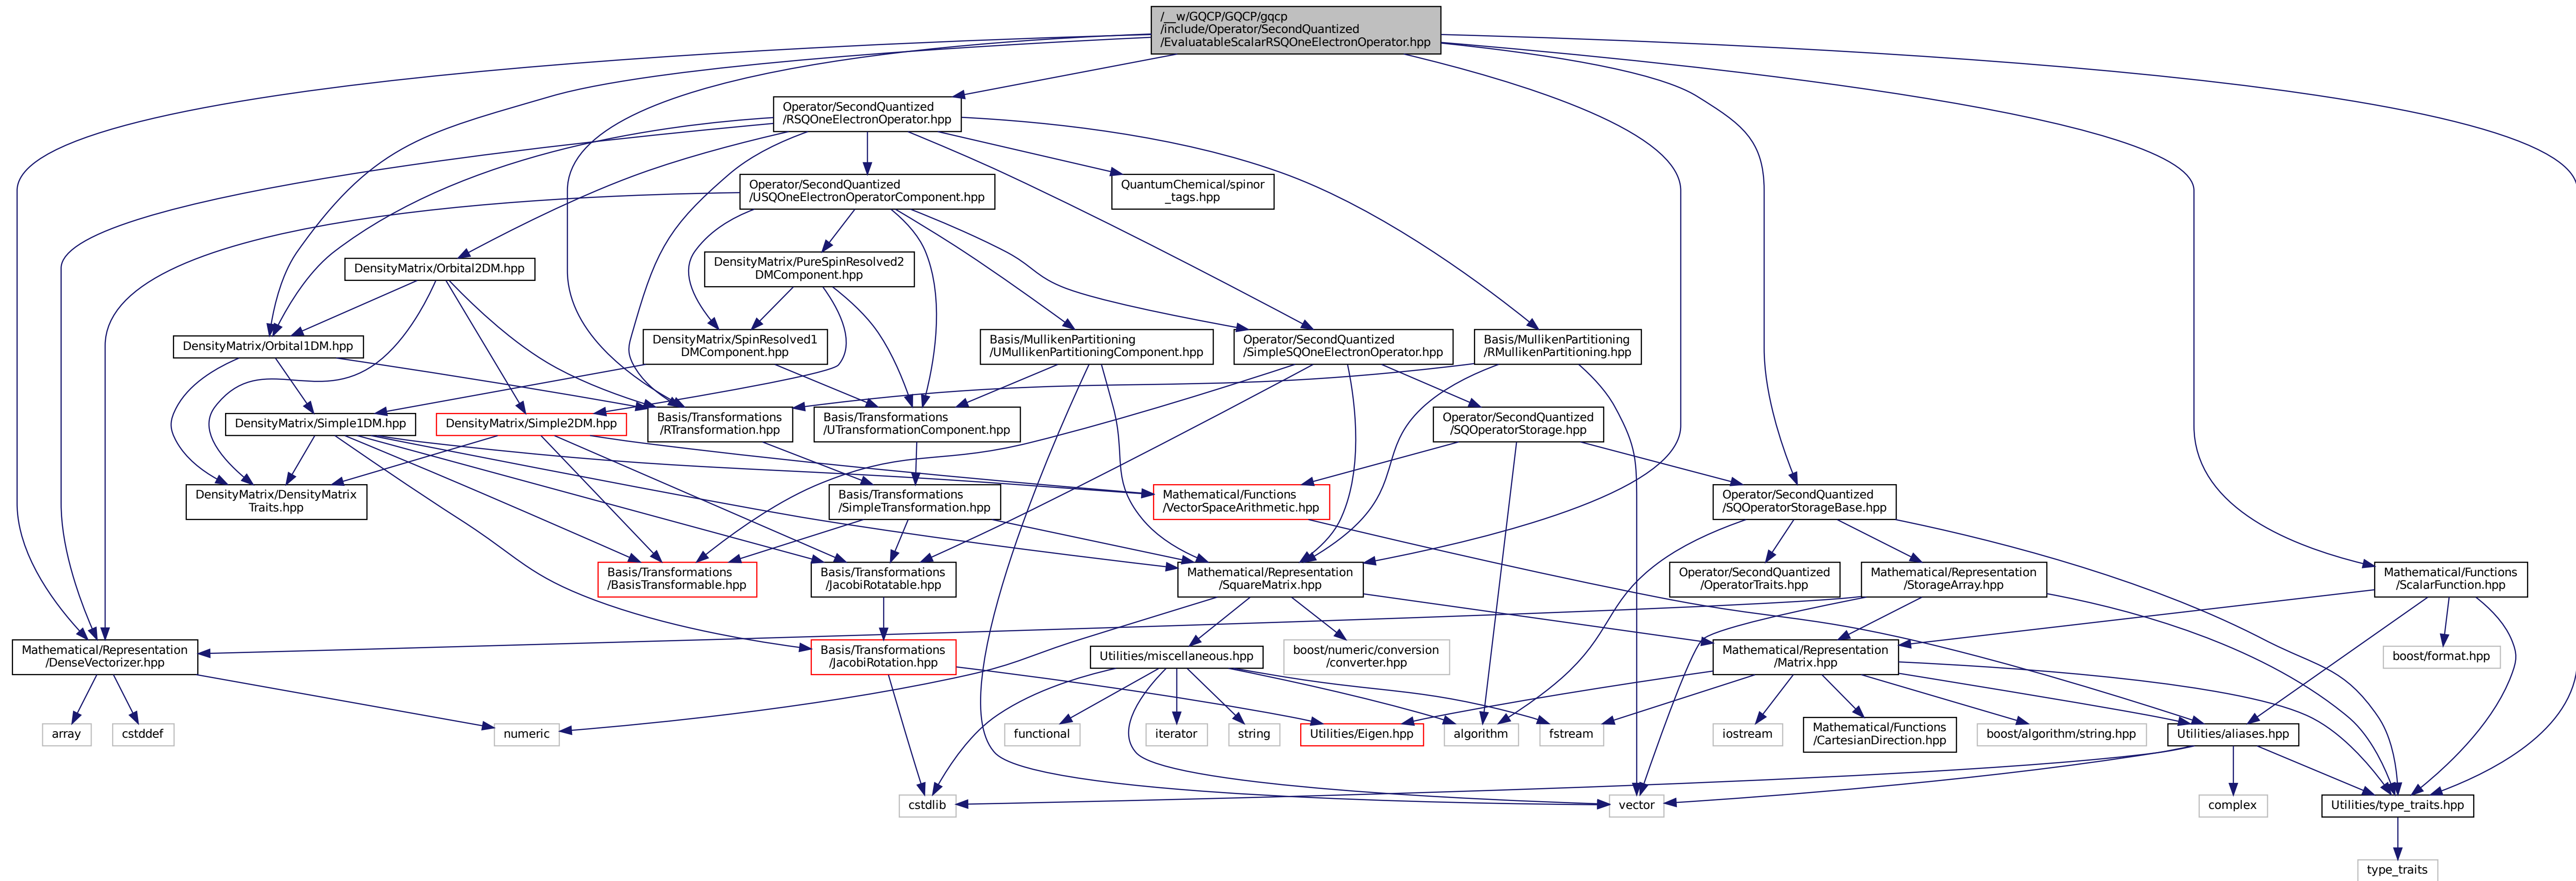 /__w/GQCP/GQCP/gqcp
/include/Operator/SecondQuantized
/EvaluatableScalarRSQOneElectronOperator.hpp
Operator/SecondQuantized
/RSQOneElectronOperator.hpp
Operator/SecondQuantized
/USQOneElectronOperatorComponent.hpp
QuantumChemical/spinor
_tags.hpp
DensityMatrix/Orbital2DM.hpp
DensityMatrix/PureSpinResolved2
DMComponent.hpp
DensityMatrix/Orbital1DM.hpp
DensityMatrix/SpinResolved1
DMComponent.hpp
Basis/MullikenPartitioning
/UMullikenPartitioningComponent.hpp
Operator/SecondQuantized
/SimpleSQOneElectronOperator.hpp
Basis/MullikenPartitioning
/RMullikenPartitioning.hpp
DensityMatrix/Simple1DM.hpp
DensityMatrix/Simple2DM.hpp
Basis/Transformations
/RTransformation.hpp
Basis/Transformations
/UTransformationComponent.hpp
Operator/SecondQuantized
/SQOperatorStorage.hpp
DensityMatrix/DensityMatrix
Traits.hpp
Basis/Transformations
/SimpleTransformation.hpp
Mathematical/Functions
/VectorSpaceArithmetic.hpp
Operator/SecondQuantized
/SQOperatorStorageBase.hpp
Basis/Transformations
/BasisTransformable.hpp
Basis/Transformations
/JacobiRotatable.hpp
Mathematical/Representation
/SquareMatrix.hpp
Operator/SecondQuantized
/OperatorTraits.hpp
Mathematical/Representation
/StorageArray.hpp
Mathematical/Functions
/ScalarFunction.hpp
Mathematical/Representation
/DenseVectorizer.hpp
Basis/Transformations
/JacobiRotation.hpp
Utilities/miscellaneous.hpp
boost/numeric/conversion
/converter.hpp
Mathematical/Representation
/Matrix.hpp
boost/format.hpp
array
cstddef
numeric
functional
iterator
string
Utilities/Eigen.hpp
algorithm
fstream
iostream
Mathematical/Functions
/CartesianDirection.hpp
boost/algorithm/string.hpp
Utilities/aliases.hpp
cstdlib
vector
complex
Utilities/type_traits.hpp
type_traits